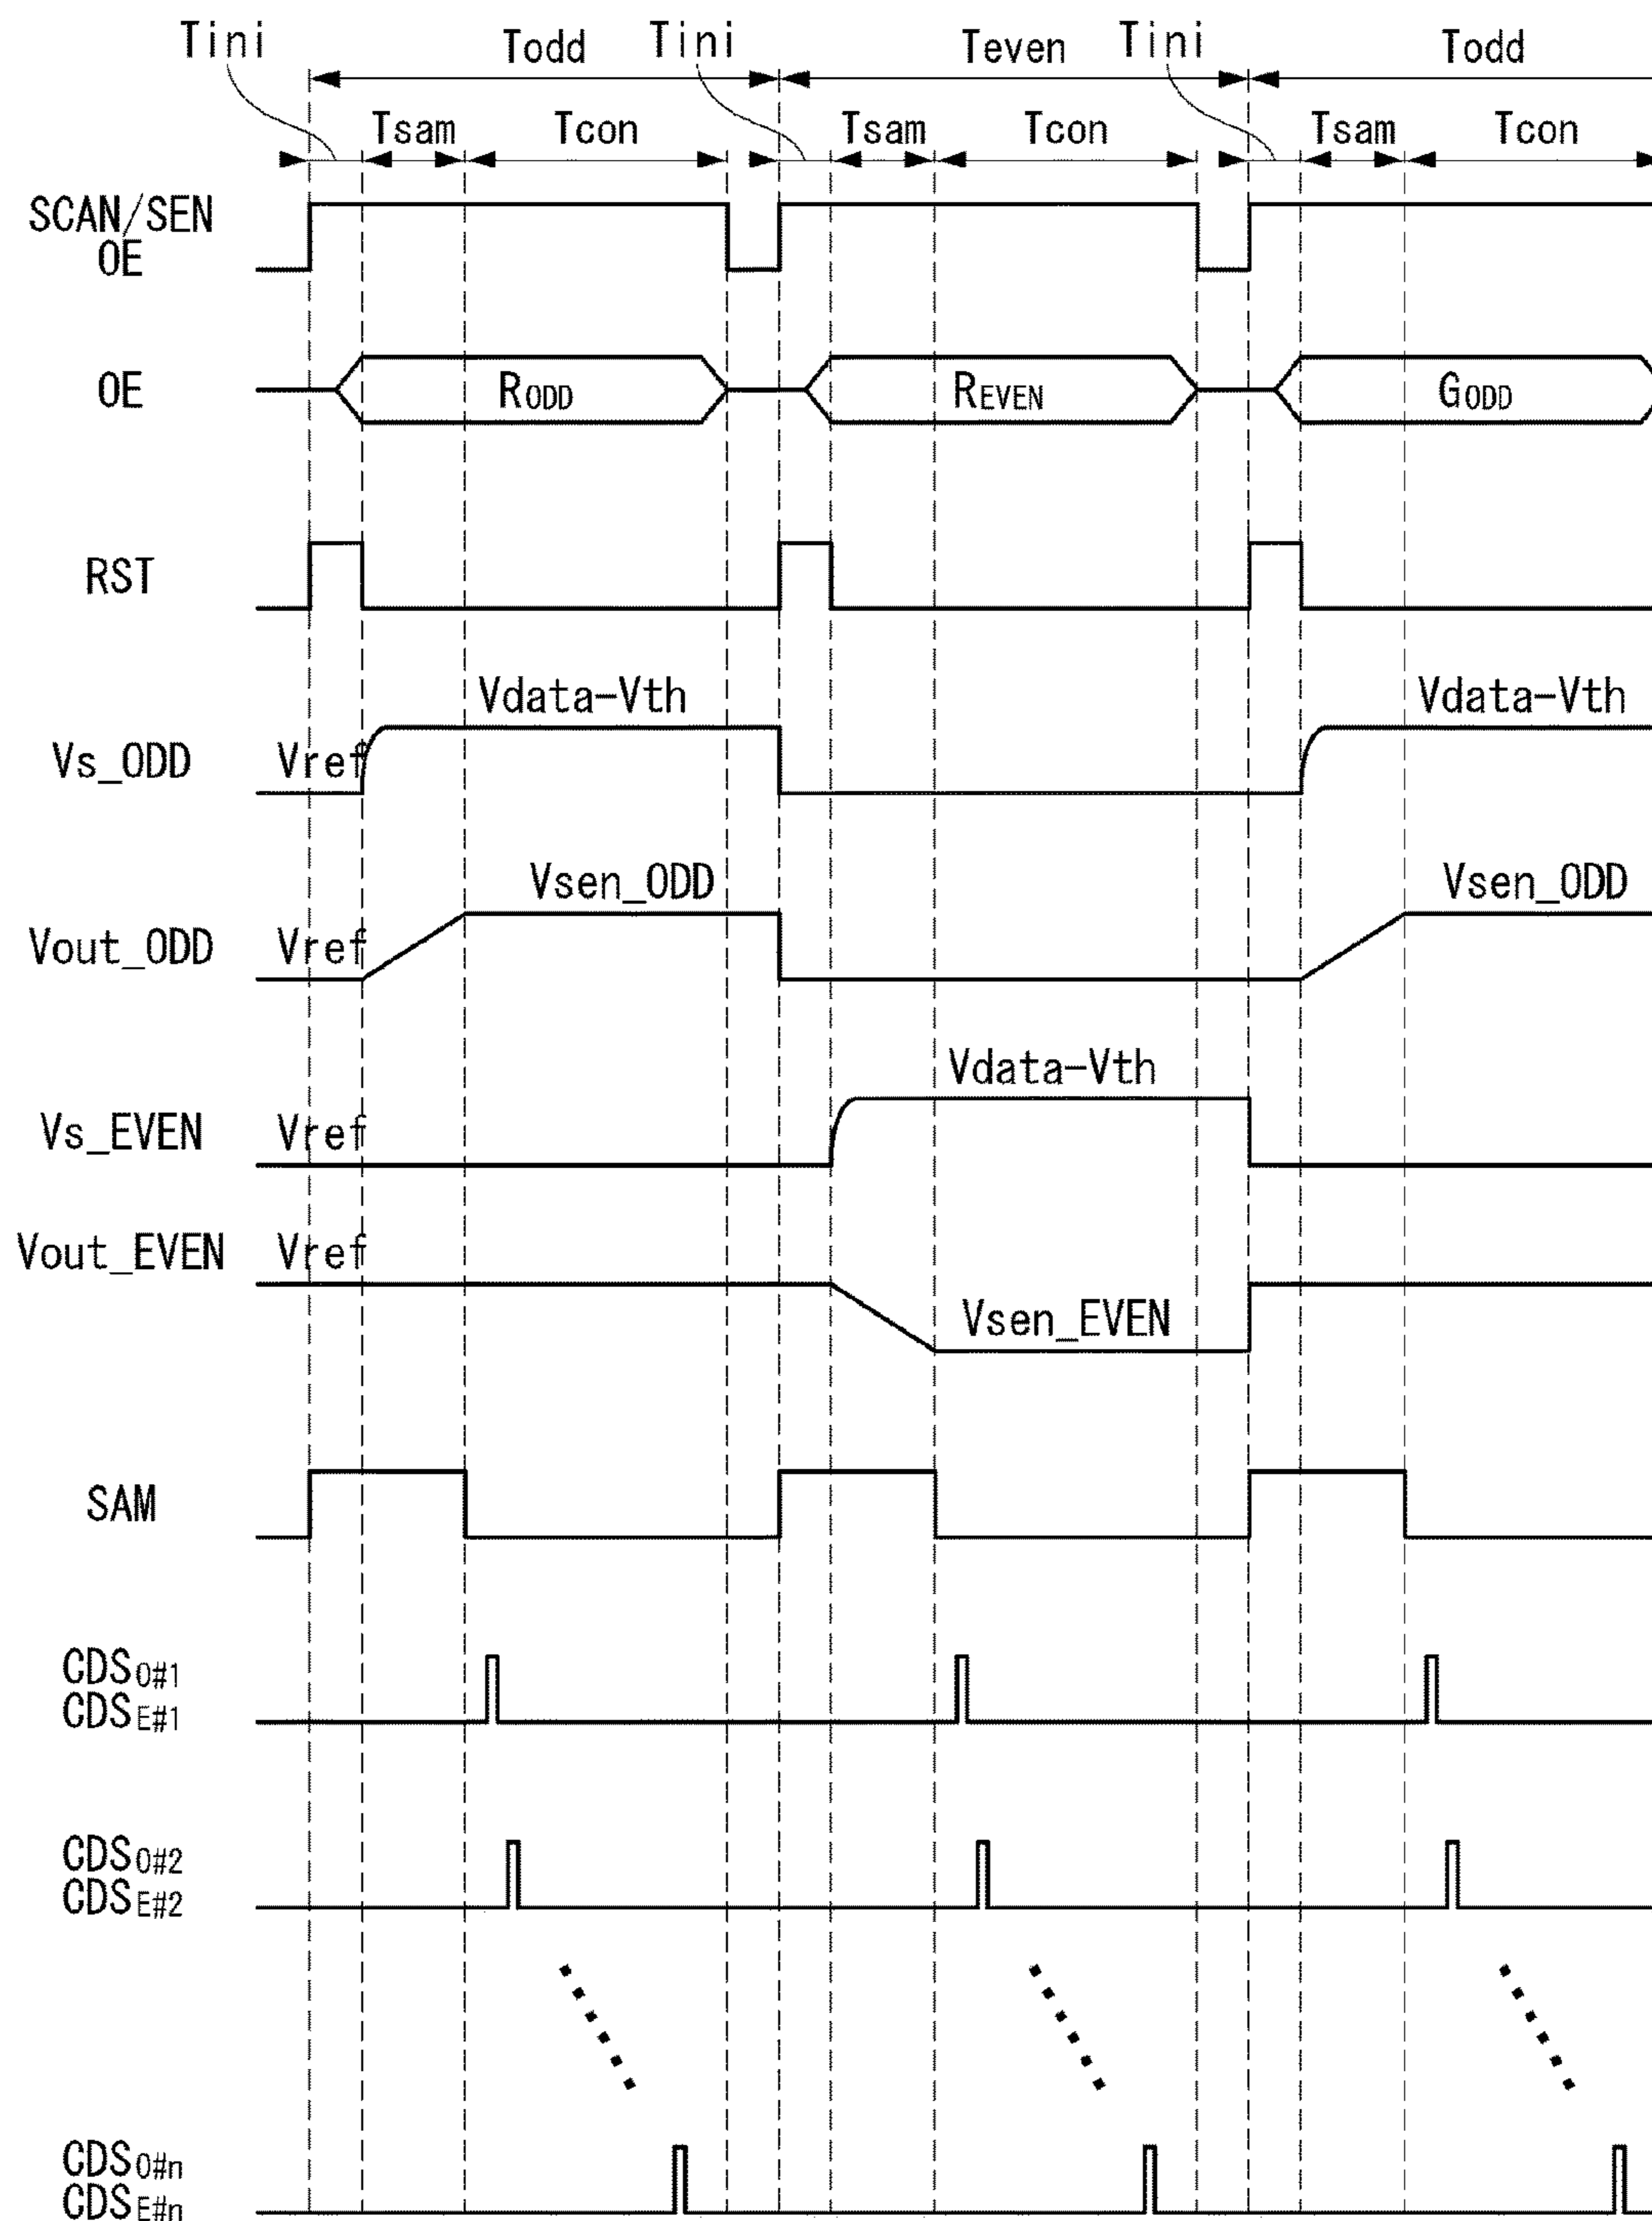 Tini Todd Tini Teven Tini Todd
Tsam Tcon Tsam Tcon Tsam Tcon
SCAN/SEN
OE
OE RODD REVEN GODD
RST
Vdata-Vth Vdata-Vth
Vs_ODD Vref
Vsen_ODD Vsen_ODD
Vout_ODD Vref
Vdata-Vth
Vs_EVEN Vref
Vout_EVEN Vref
Vsen_EVEN
SAM
CDSO#1
CDSE#1
CDSO#2
CDSE#2
CDSO#n
CDSE#n